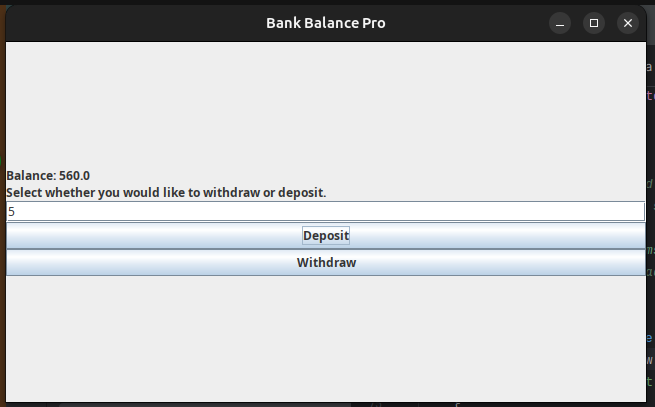 Bank Balance Pro
Balance: 560.0
Select whether you would like to withdraw or deposit.
5
Deposit
Withdraw